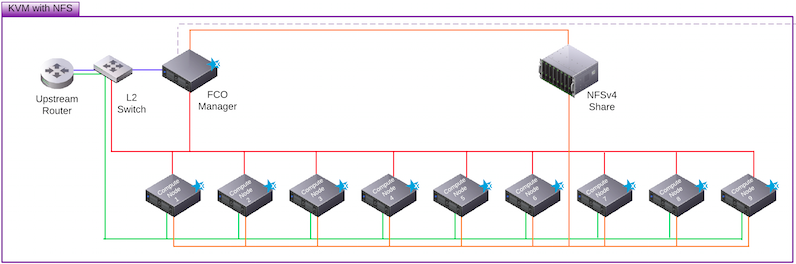 KVM with NFS
Upstream
Router
L2
Switch
FCO
Manager
NFSv4
Share
Compute
Node
1
Compute
Node
2
Compute
Node
3
Compute
Node
4
Compute
Node
5
Compute
Node
6
Compute
Node
7
Compute
Node
8
Compute
Node
9